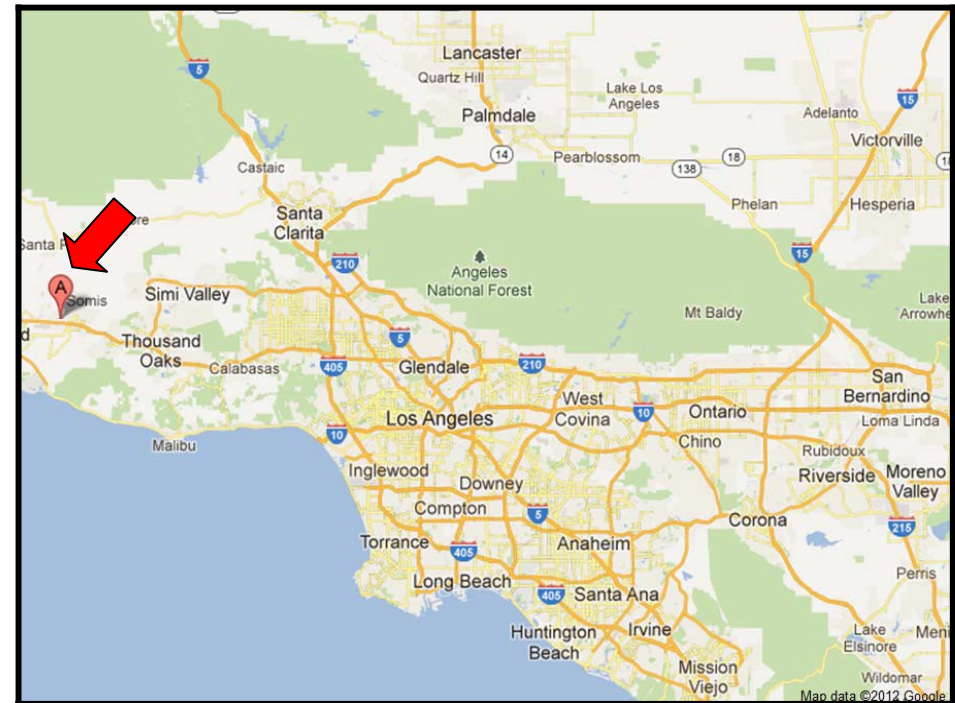 Lancaster
Quartz Hill
5
Lake Los
Angeles
15
Palmdale
Adelanto
Victorville
14
Pearblossom
138
18
Castaic
Phelan
Hesperia
Santa
Clarita
15
210
Angeles
National Forest
A
Somis
Simi Valley
Mt Baldy
Lake
Thousand
Oaks
5
Calabasas
405
Glendale
210
San
Bernardino
West
Covina
10
Ontario
Los Angeles
Loma Linda
10
Chino
Malibu
Rubidoux
Inglewood
Riverside
Moreno
Valley
Downey
Compton
5
Corona
215
Torrance
405
Anaheim
Long Beach
405
Santa Ana
Perris
Huntington
Beach
Irvine
Lake
Elsinore
Mission
Viejo
Wildomar
Map data ©2012 Google